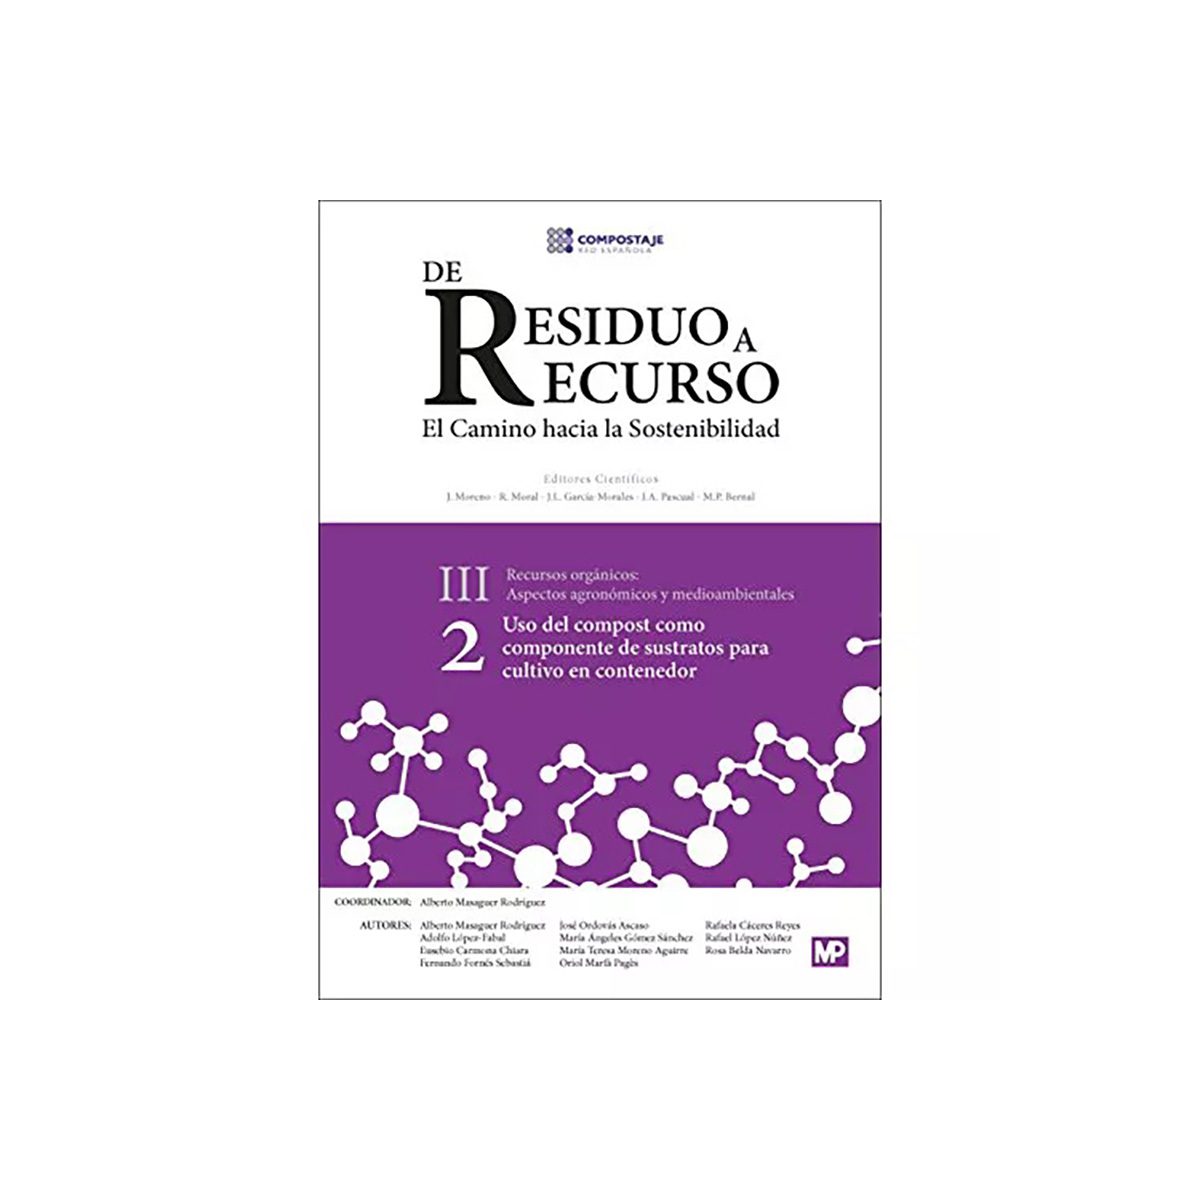 COMPOSTAJE
RED ESPAÑOLA
DE
RESIDUO A
RECURSO
El Camino hacia la Sostenibilidad
Editores Científicos
J. Moreno · R. Moral · J.L. García-Morales · J.A. Pascual · M.P. Bernal
III Recursos orgánicos:
Aspectos agronómicos y medioambientales
2 Uso del compost como
componente de sustratos para
cultivo en contenedor
COORDINADOR: Alberto Masaguer Rodríguez
AUTORES: Alberto Masaguer Rodríguez José Ordovás Ascaso Rafaela Cáceres Reyes
Adolfo López-Fabal María Ángeles Gómez Sánchez Rafael López Núñez
Eusebio Carmona Chiara María Teresa Moreno Aguirre Rosa Belda Navarro
Fernando Fornés Sebastiá Oriol Marfà Pagès
MP